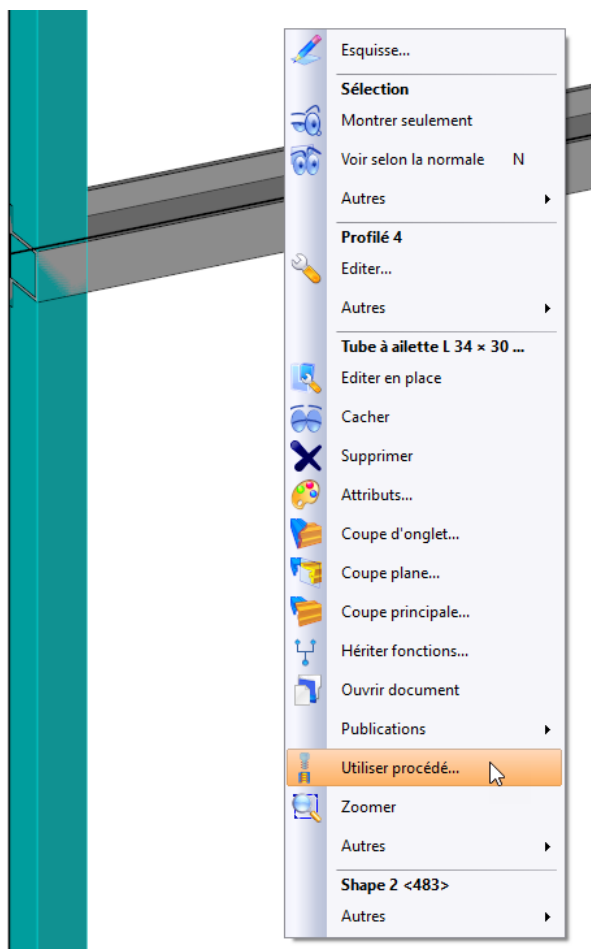 Esquisse...
Sélection
Montrer seulement
Voir selon la normale N
Autres
Profilé 4
Editer...
Autres
Tube à ailette L 34 × 30 ...
Editer en place
Cacher
Supprimer
Attributs...
Coupe d'onglet...
Coupe plane...
Coupe principale...
Hériter fonctions...
Ouvrir document
Publications
Utiliser procédé...
Zoomer
Autres
Shape 2 <483>
Autres